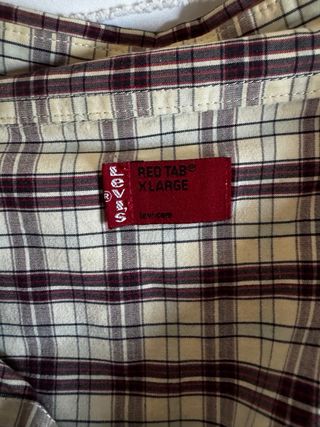 LEVI'S
®
RED TAB®
XLARGE
Levi.com